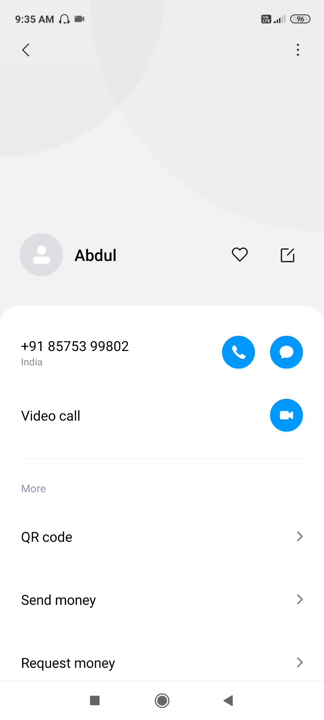 9:35 AM
96
Abdul
+91 85753 99802
India
Video call
More
QR code
Send money
Request money